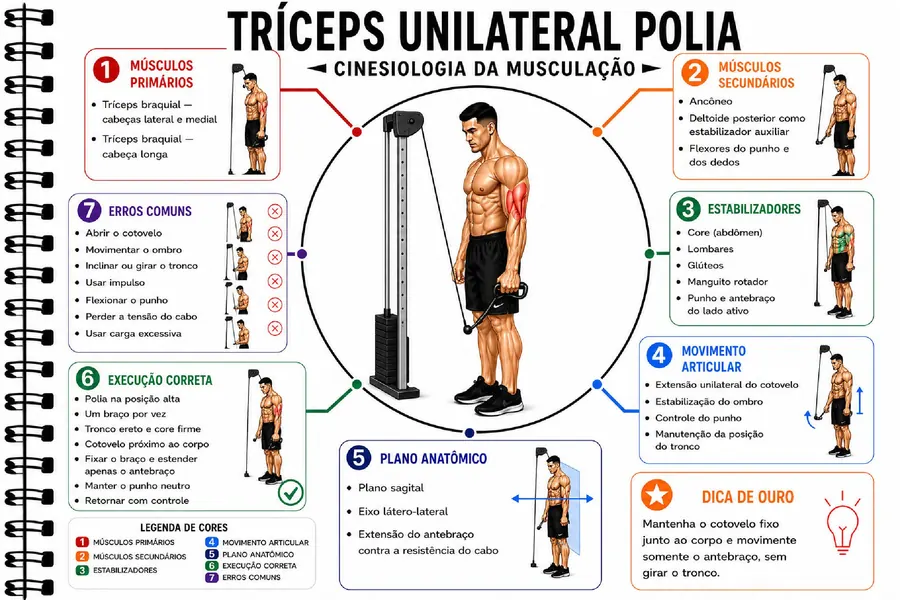 TRÍCEPS UNILATERAL POLIA
CINESIOLOGIA DA MUSCULAÇÃO
1 MÚSCULOS
PRIMÁRIOS
• Tríceps braquial —
cabeças lateral e medial
• Tríceps braquial —
cabeça longa
2 MÚSCULOS
SECUNDÁRIOS
• Ancôneo
• Deltoide posterior como
estabilizador auxiliar
• Flexores do punho e
dos dedos
3 ESTABILIZADORES
• Core (abdômen)
• Lombares
• Glúteos
• Manguito rotador
• Punho e antebraço
do lado ativo
4 MOVIMENTO
ARTICULAR
• Extensão unilateral do cotovelo
• Estabilização do ombro
• Controle do punho
• Manutenção da posição
do tronco
5 PLANO ANATÔMICO
• Plano sagital
• Eixo látero-lateral
• Extensão do antebraço
contra a resistência do cabo
6 EXECUÇÃO CORRETA
• Polia na posição alta
• Um braço por vez
• Tronco ereto e core firme
• Cotovelo próximo ao corpo
• Fixar o braço e estender
apenas o antebraço
• Manter o punho neutro
• Retornar com controle
7 ERROS COMUNS
• Abrir o cotovelo
• Movimentar o ombro
• Inclinar ou girar o tronco
• Usar impulso
• Flexionar o punho
• Perder a tensão do cabo
• Usar carga excessiva
LEGENDA DE CORES
1 MÚSCULOS PRIMÁRIOS
2 MÚSCULOS SECUNDÁRIOS
3 ESTABILIZADORES
4 MOVIMENTO ARTICULAR
5 PLANO ANATÔMICO
6 EXECUÇÃO CORRETA
7 ERROS COMUNS
DICA DE OURO
Mantenha o cotovelo fixo
junto ao corpo e movimente
somente o antebraço, sem
girar o tronco.